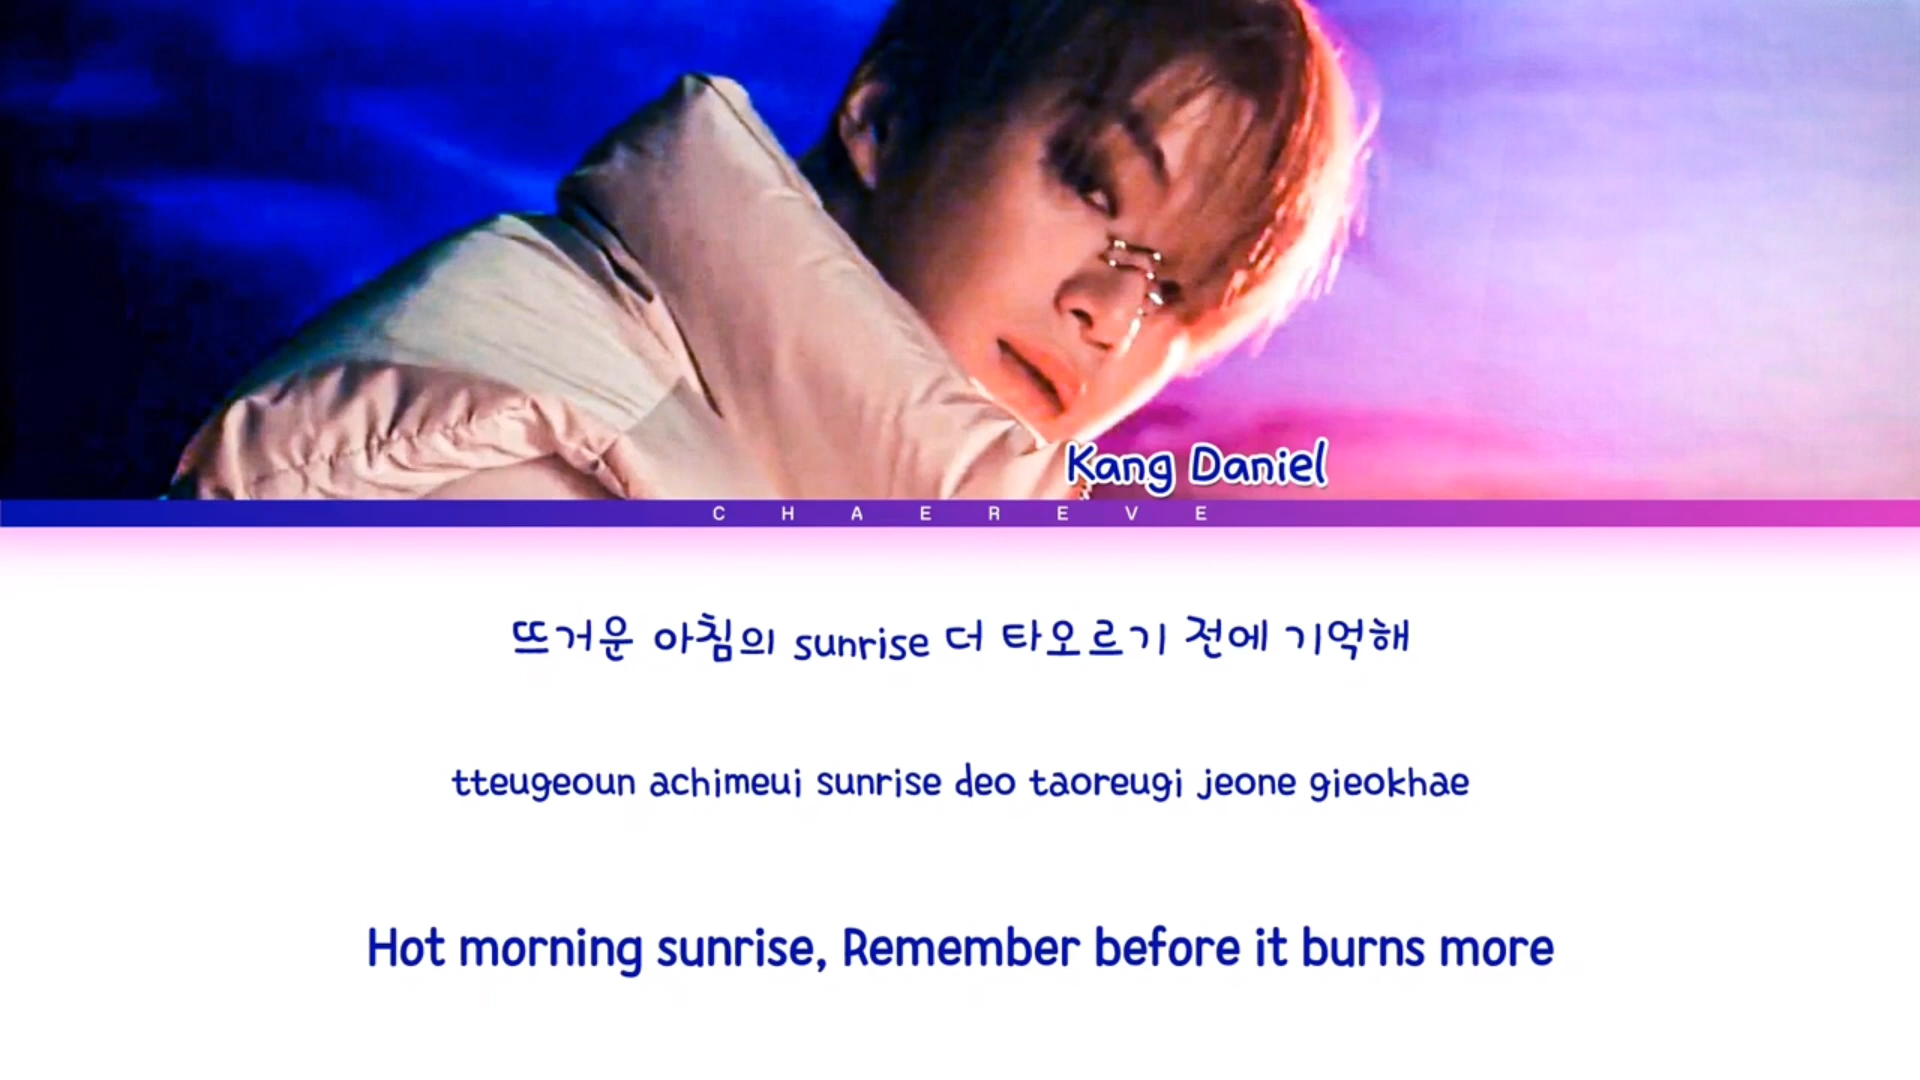 Kang Daniel
CHAEREVE
뜨거운 아침의 sunrise 더 타오르기 전에 기억해
tteugeoun achimeui sunrise deo taoreugi jeone gieokhae
Hot morning sunrise, Remember before it burns more